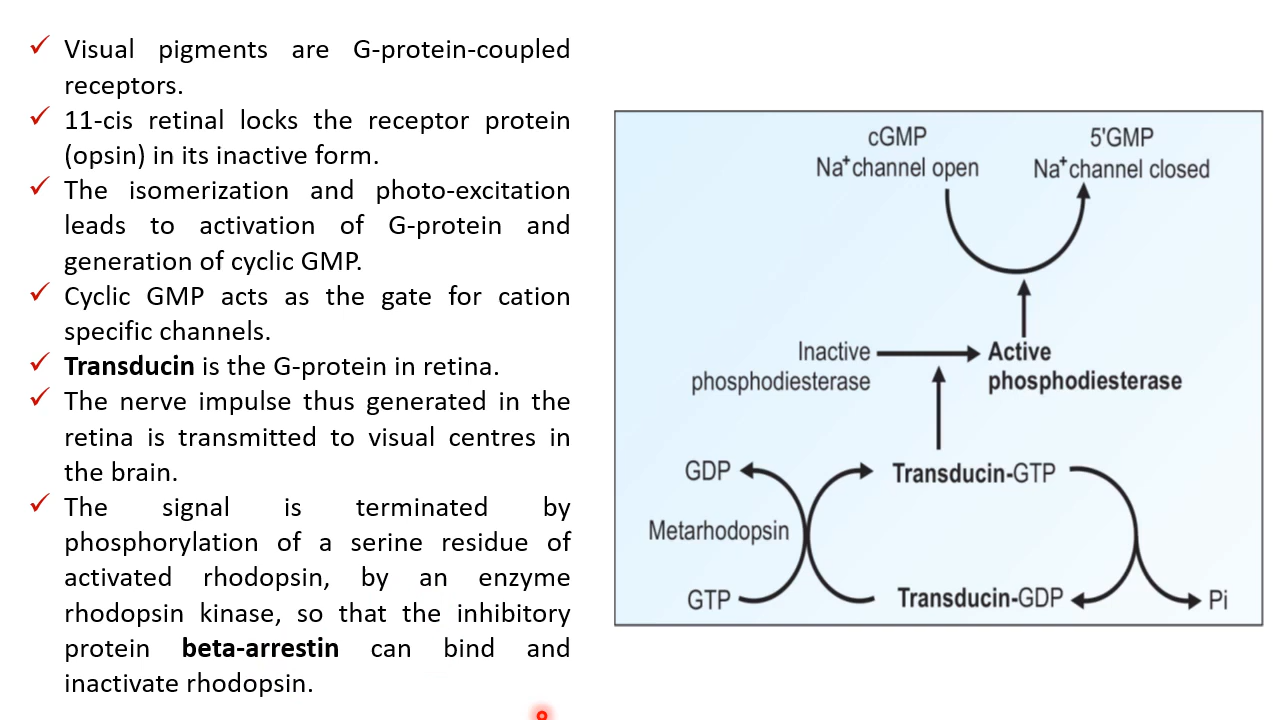 ✓ Visual pigments are G-protein-coupled
receptors.
✓ 11-cis retinal locks the receptor protein
(opsin) in its inactive form.
✓ The isomerization and photo-excitation
leads to activation of G-protein and
generation of cyclic GMP.
✓ Cyclic GMP acts as the gate for cation
specific channels.
✓ Transducin is the G-protein in retina.
✓ The nerve impulse thus generated in the
retina is transmitted to visual centres in
the brain.
✓ The signal is terminated by
phosphorylation of a serine residue of
activated rhodopsin, by an enzyme
rhodopsin kinase, so that the inhibitory
protein beta-arrestin can bind and
inactivate rhodopsin.
cGMP
Na⁺channel open
5'GMP
Na⁺channel closed
Inactive
phosphodiesterase
Active
phosphodiesterase
GDP
Transducin-GTP
Metarhodopsin
GTP
Transducin-GDP
Pi